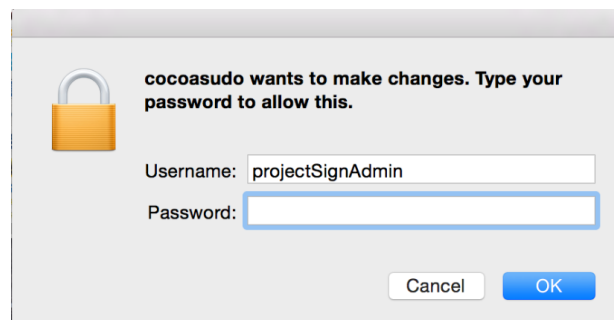 cocoasudo wants to make changes. Type your
password to allow this.
Username: projectSignAdmin
Password:
Cancel OK